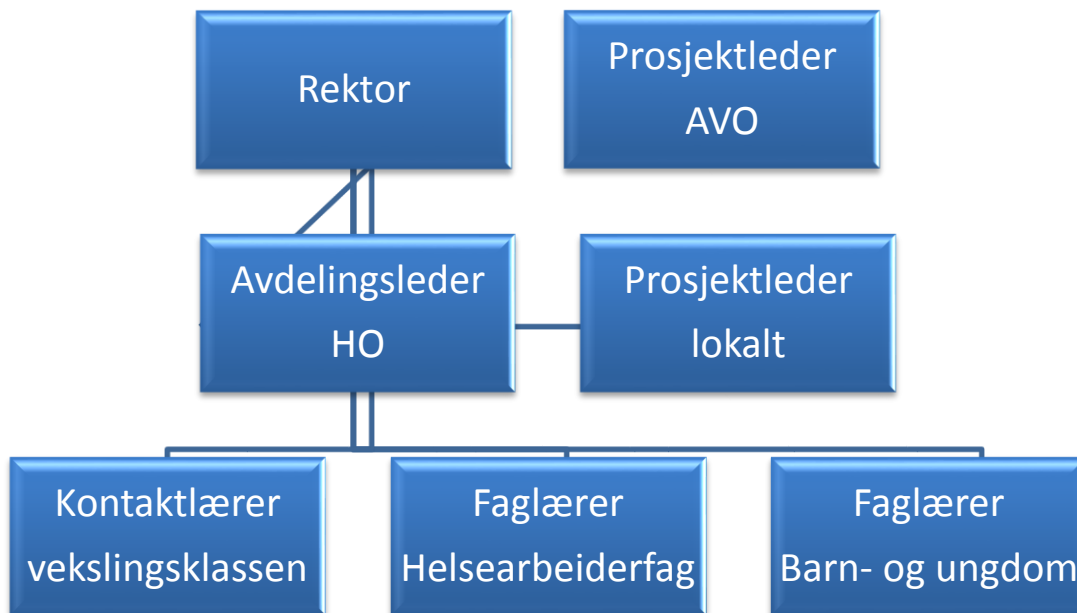 Rektor
Prosjektleder
AVO
Avdelingsleder
HO
Prosjektleder
lokalt
Kontaktlærer
vekslingsklassen
Faglærer
Helsearbeiderfag
Faglærer
Barn- og ungdom